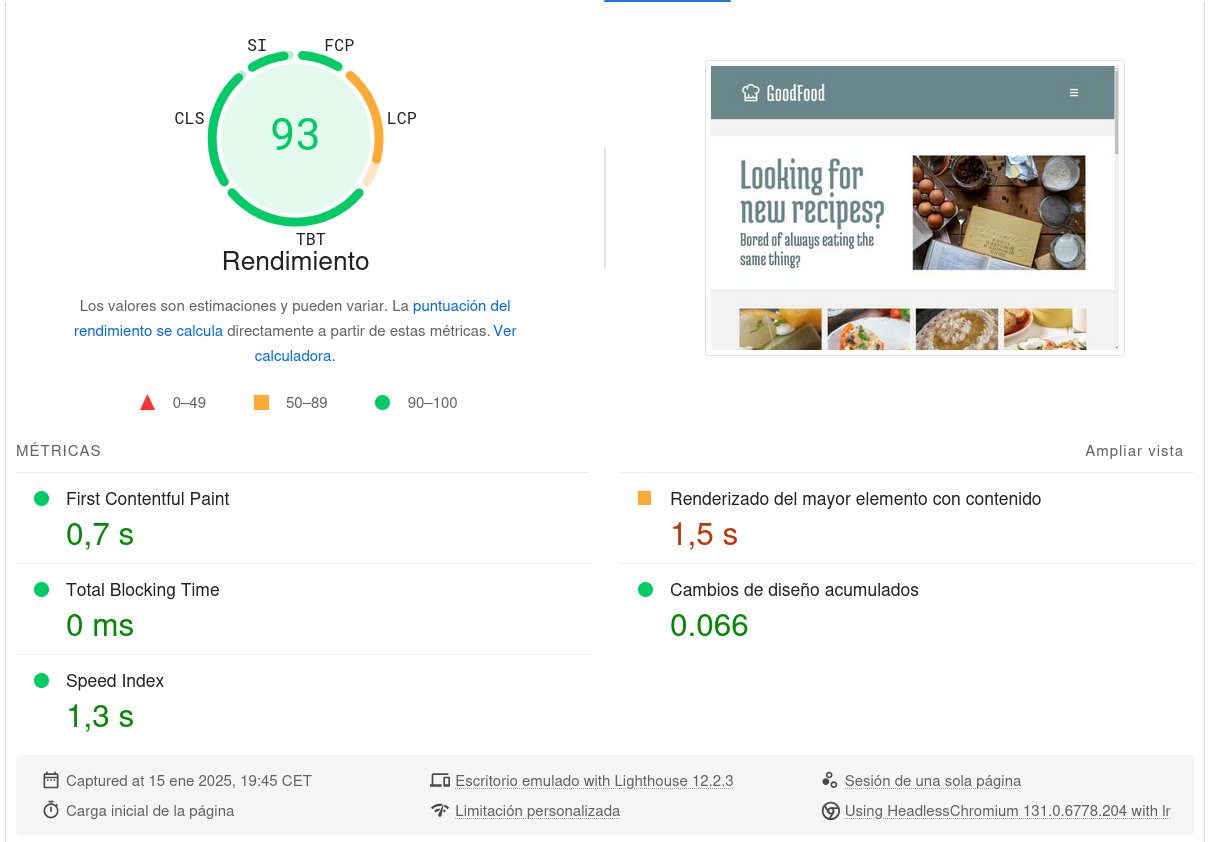 SI
FCP
CLS
LCP
93
TBT
Rendimiento
Los valores son estimaciones y pueden variar. La puntuación del
rendimiento se calcula directamente a partir de estas métricas. Ver
calculadora.
0–49
50–89
90–100
GoodFood
Looking for
new recipes?
Bored of always eating the
same thing?
MÉTRICAS
Ampliar vista
First Contentful Paint
0,7 s
Renderizado del mayor elemento con contenido
1,5 s
Total Blocking Time
0 ms
Cambios de diseño acumulados
0.066
Speed Index
1,3 s
Captured at 15 ene 2025, 19:45 CET
Escritorio emulado with Lighthouse 12.2.3
Sesión de una sola página
Carga inicial de la página
Limitación personalizada
Using HeadlessChromium 131.0.6778.204 with lr